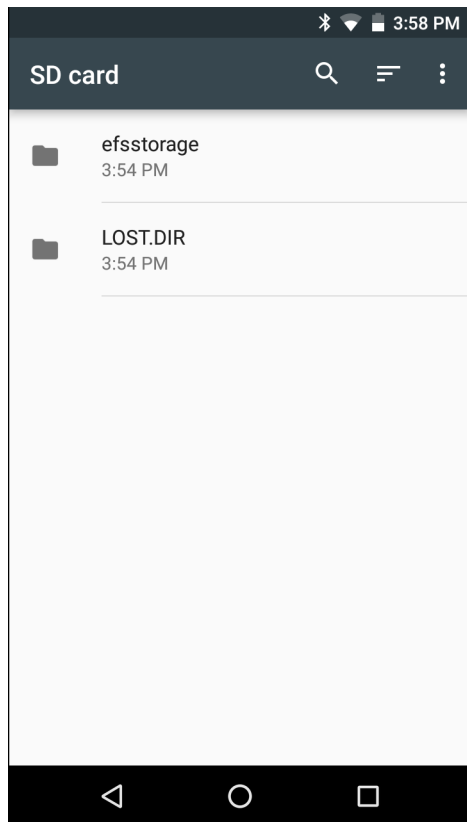 3:58 PM
SD card
efsstorage
3:54 PM
LOST.DIR
3:54 PM